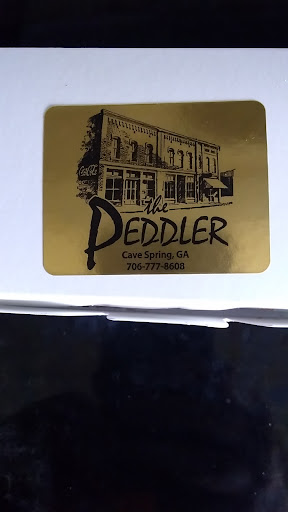 Coca-Cola
the
PEDDLER
Cave Spring, GA
706-777-8608